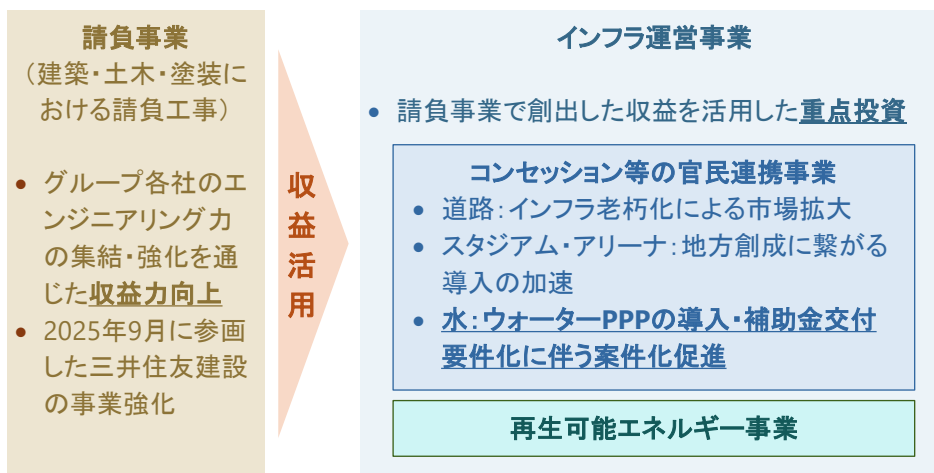 請負事業
（建築・土木・塗装に
おける請負工事）
• グループ各社のエ
ンジニアリング力
の集結・強化を通
じた収益力向上
• 2025年9月に参画
した三井住友建設
の事業強化
収
益
活
用
インフラ運営事業
• 請負事業で創出した収益を活用した重点投資
コンセッション等の官民連携事業
• 道路：インフラ老朽化による市場拡大
• スタジアム・アリーナ：地方創成に繋がる
導入の加速
• 水：ウォーターPPPの導入・補助金交付
要件化に伴う案件化促進
再生可能エネルギー事業